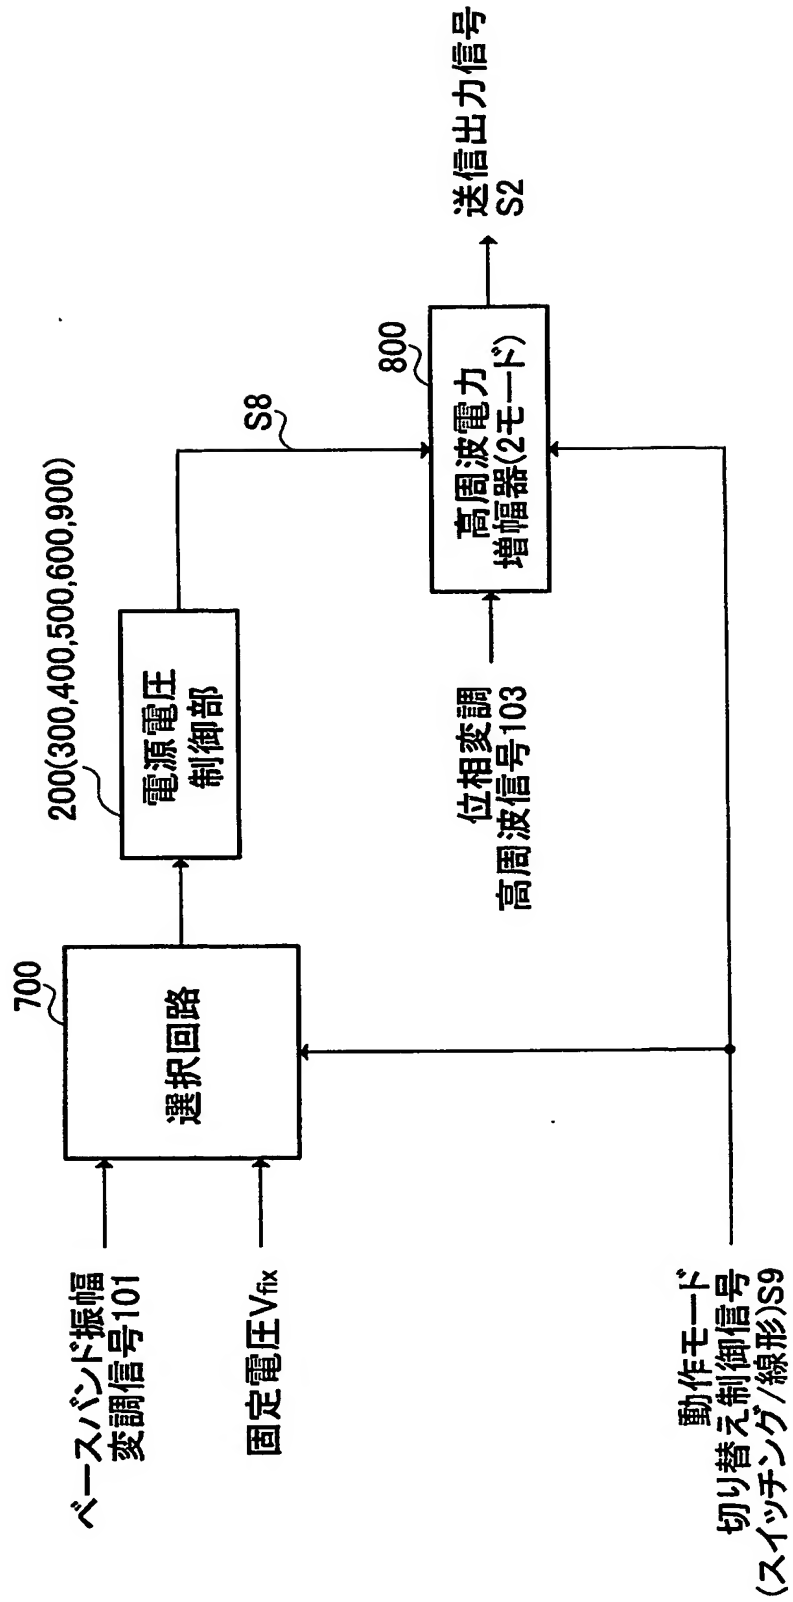 ベースバンド振幅
変調信号101
固定電圧Vfix
700
選択回路
200(300,400,500,600,900)
電源電圧
制御部
S8
800
高周波電力
増幅器(2モード)
位相変調
高周波信号103
送信出力信号
S2
動作モード
切り替え制御信号
(スイッチング/線形)S9